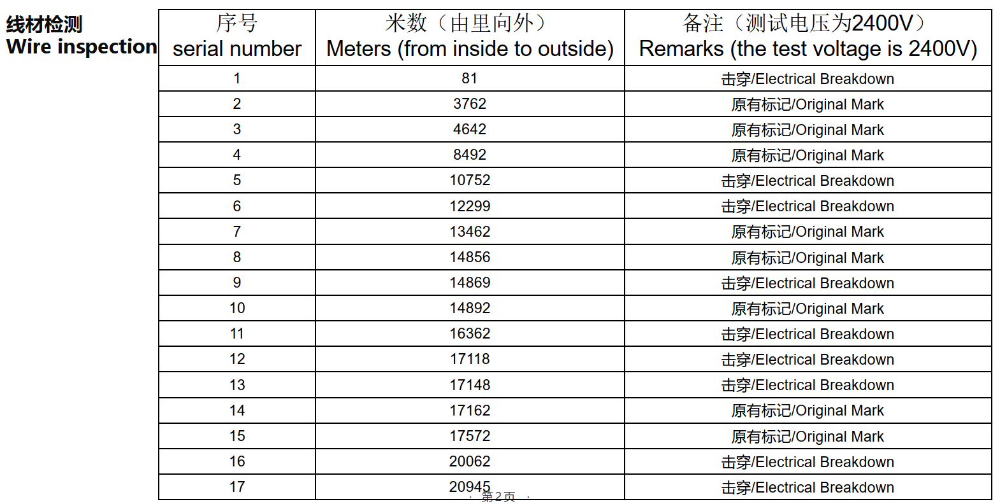 线材检测
Wire inspection
序号 米数（由里向外） 备注（测试电压为2400V）
serial number Meters (from inside to outside) Remarks (the test voltage is 2400V)
1 81 击穿/Electrical Breakdown
2 3762 原有标记/Original Mark
3 4642 原有标记/Original Mark
4 8492 原有标记/Original Mark
5 10752 击穿/Electrical Breakdown
6 12299 击穿/Electrical Breakdown
7 13462 原有标记/Original Mark
8 14856 原有标记/Original Mark
9 14869 击穿/Electrical Breakdown
10 14892 原有标记/Original Mark
11 16362 击穿/Electrical Breakdown
12 17118 击穿/Electrical Breakdown
13 17148 击穿/Electrical Breakdown
14 17162 原有标记/Original Mark
15 17572 原有标记/Original Mark
16 20062 击穿/Electrical Breakdown
17 20945 击穿/Electrical Breakdown
· 第2页 ·